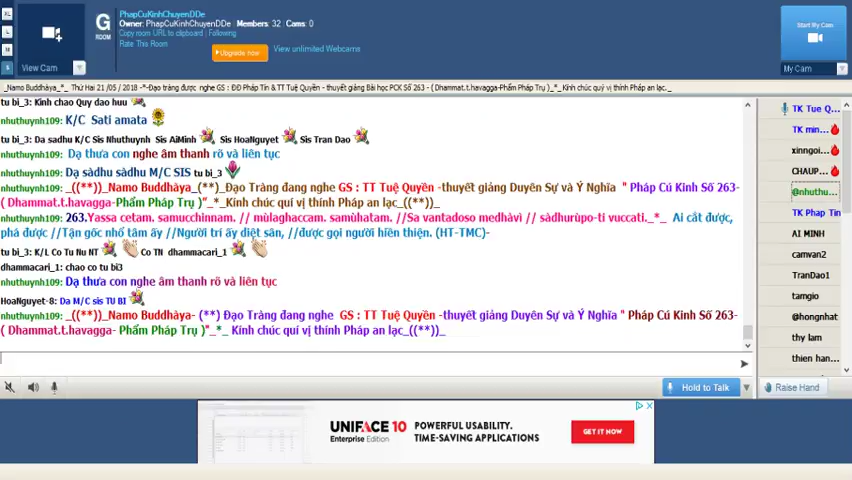 PhapCuKinhChuyenDDe
Owner: PhapCuKinhChuyenDDe | Members: 32 | Cams: 0
Copy room URL to clipboard | Following
Rate This Room
Upgrade now
View unlimited Webcams
XL
L
M
S
G
ROOM
View Cam
Start My Cam
My Cam
_Namo Buddhàya_*_ Thứ Hai 21 /05 / 2018 -*-Đạo tràng được nghe GS : ĐĐ Pháp Tín & TT Tuệ Quyền - thuyết giảng Bài học PCK Số 263 - ( Dhammat.t.havagga-Phẩm Pháp Trụ )_*_Kính chúc quý vị thính Pháp an lạc._
tu bi_3: Kinh chao Quy dao huu
nhuthuynh109: K/C Sati amata
tu bi_3: Da sadhu K/C Sis Nhuthuynh Sis AiMinh Sis HoaNguyet Sis Tran Dao
nhuthuynh109: Dạ thưa con nghe âm thanh rõ và liên tục
nhuthuynh109: Dạ sàdhu sàdhu M/C SIS tu bi_3
nhuthuynh109: _((**))_Namo Buddhàya_(**)_Đạo Tràng đang nghe GS : TT Tuệ Quyền -thuyết giảng Duyên Sự và Ý Nghĩa " Pháp Cú Kinh Số 263-
( Dhammat.t.havagga-Phẩm Pháp Trụ )"_*_Kính chúc quí vị thính Pháp an lạc_((**))_
nhuthuynh109: 263.Yassa cetam. samucchinnam. // mùlaghaccam. samùhatam. //Sa vantadoso medhàvì // sàdhurùpo-ti vuccati._*_ Ai cắt được,
phá được //Tận gốc nhổ tâm ấy //Người trí ấy diệt sân, //được gọi người hiền thiện. (HT-TMC)-
tu bi_3: K/L Co Tu Nu NT Co TN dhammacari_1
dhammacari_1: chao co tu bi3
nhuthuynh109: Dạ thưa con nghe âm thanh rõ và liên tục
HoaNguyet-8: Da M/C sis TU BI
nhuthuynh109: _((**))_Namo Buddhàya- (**) Đạo Tràng đang nghe GS : TT Tuệ Quyền -thuyết giảng Duyên Sự và Ý Nghĩa " Pháp Cú Kinh Số 263-
( Dhammat.t.havagga- Phẩm Pháp Trụ )"_*_ Kính chúc quí vị thính Pháp an lạc_((**))_
TK Tue Q...
TK min...
xinngoi...
CHAUP...
@nhuthu...
TK Phap Tin
AI MINH
camvan2
TranDao1
tamgio
@hongnhat
thy lam
thien han...
Hold to Talk
Raise Hand
UNIFACE 10
Enterprise Edition
POWERFUL USABILITY.
TIME-SAVING APPLICATIONS
GET IT NOW